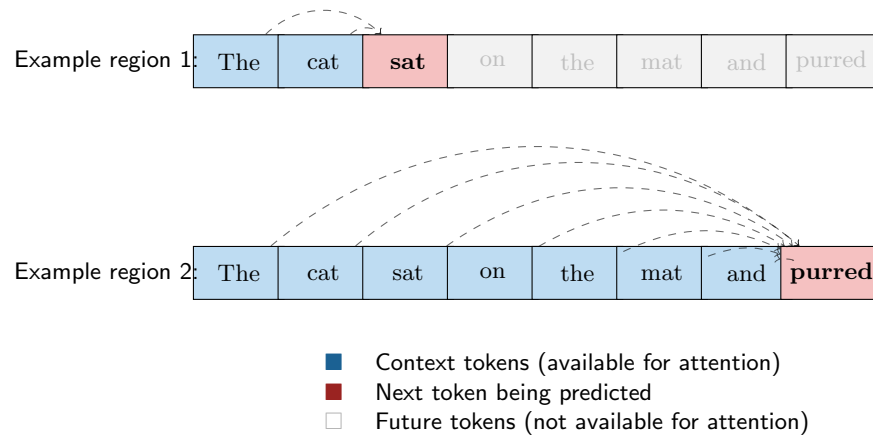 Example region 1: The cat sat on the mat and purred
Example region 2: The cat sat on the mat and purred
Context tokens (available for attention)
Next token being predicted
Future tokens (not available for attention)